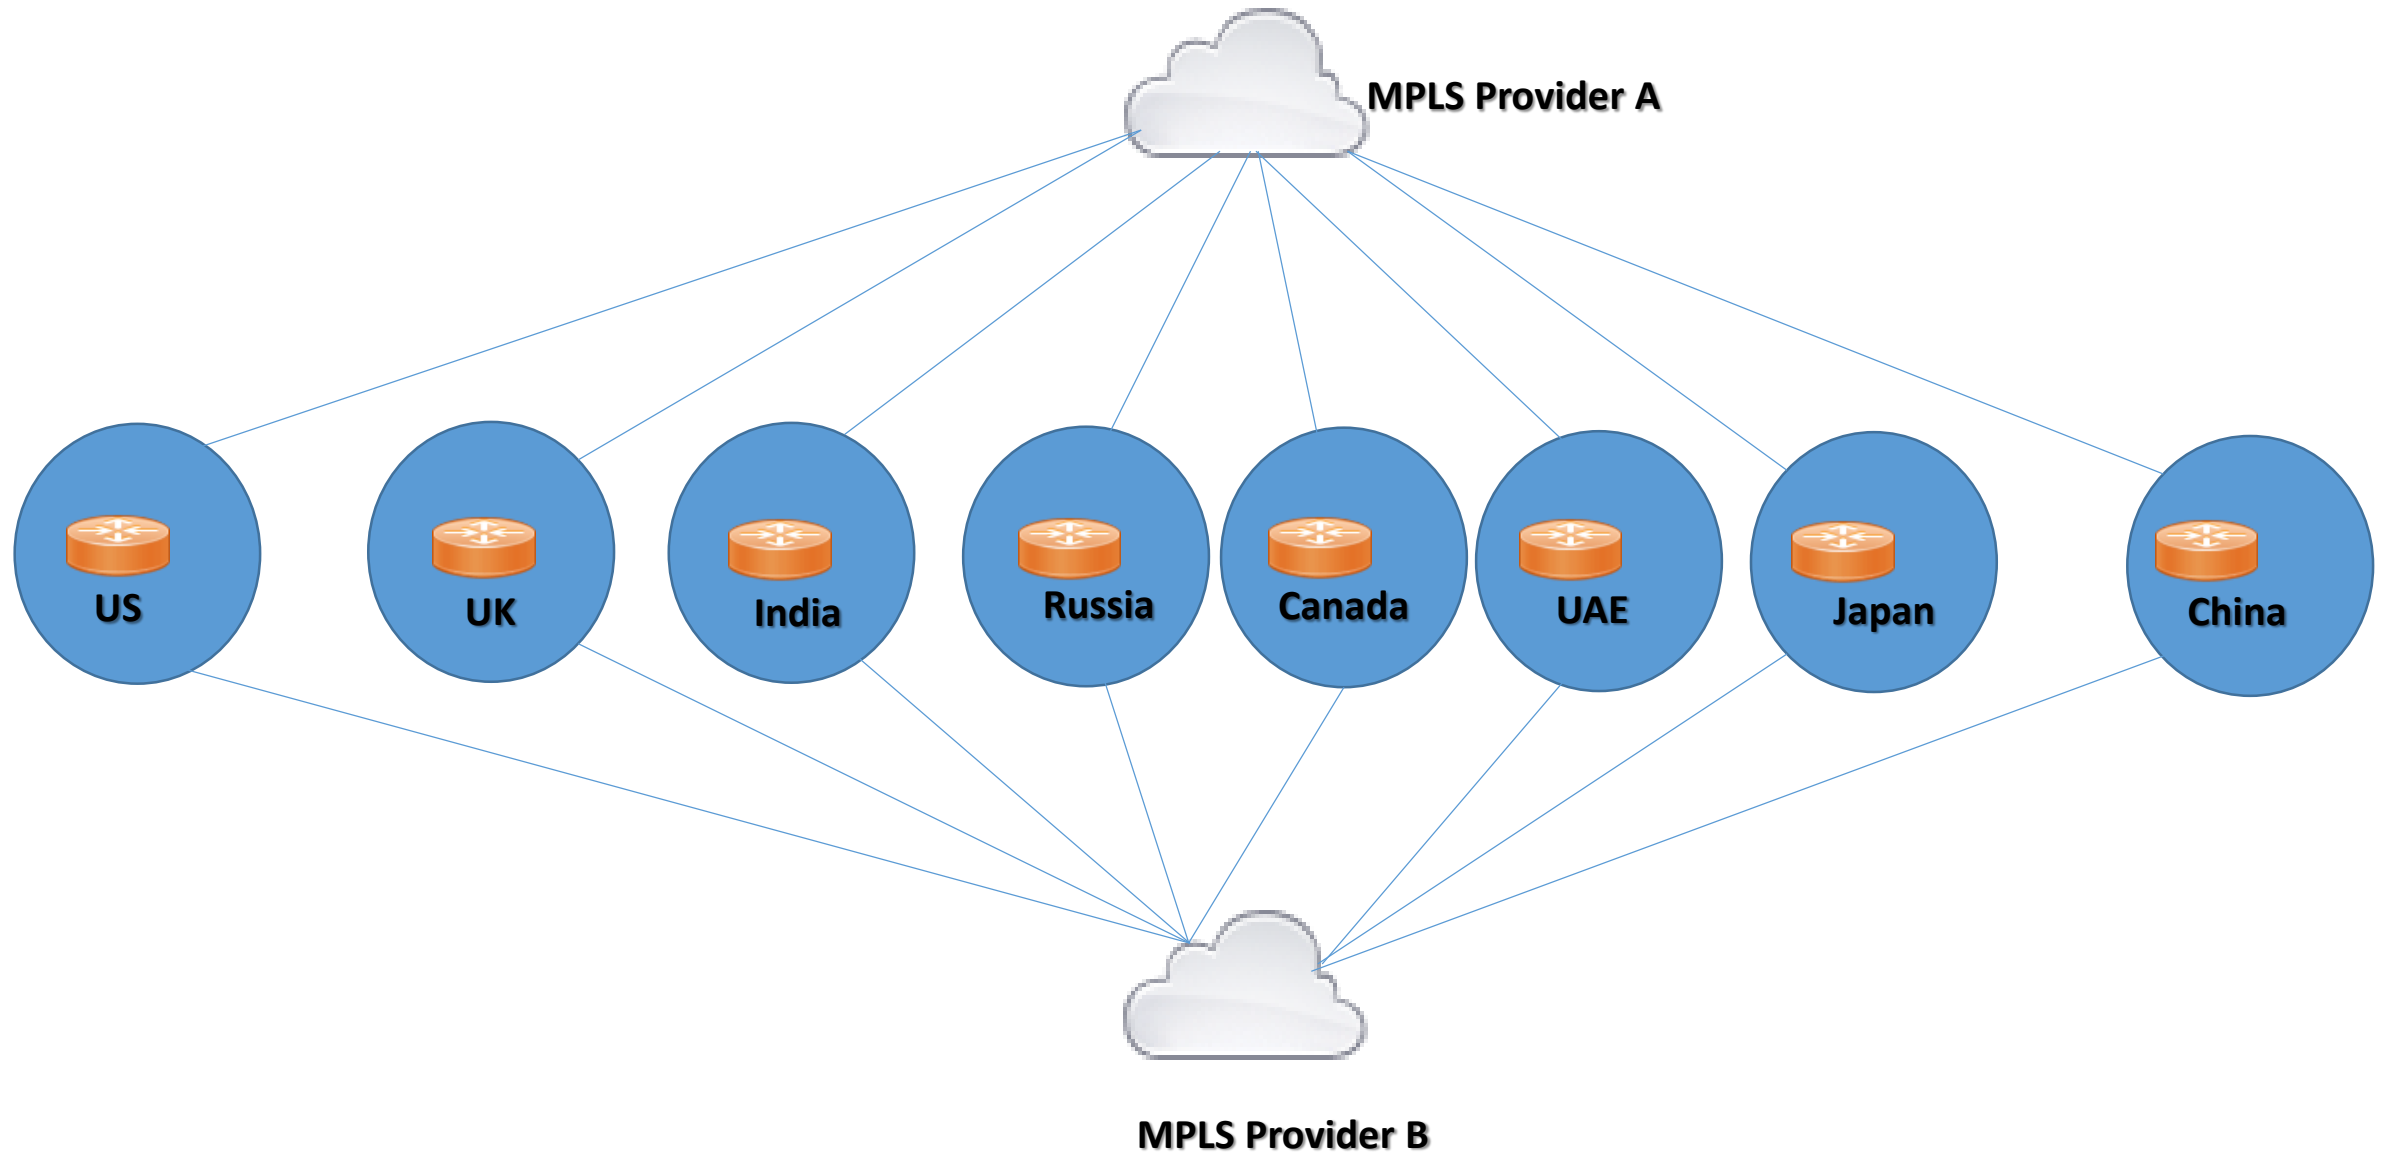 MPLS Provider A
US
UK
India
Russia
Canada
UAE
Japan
China
MPLS Provider B